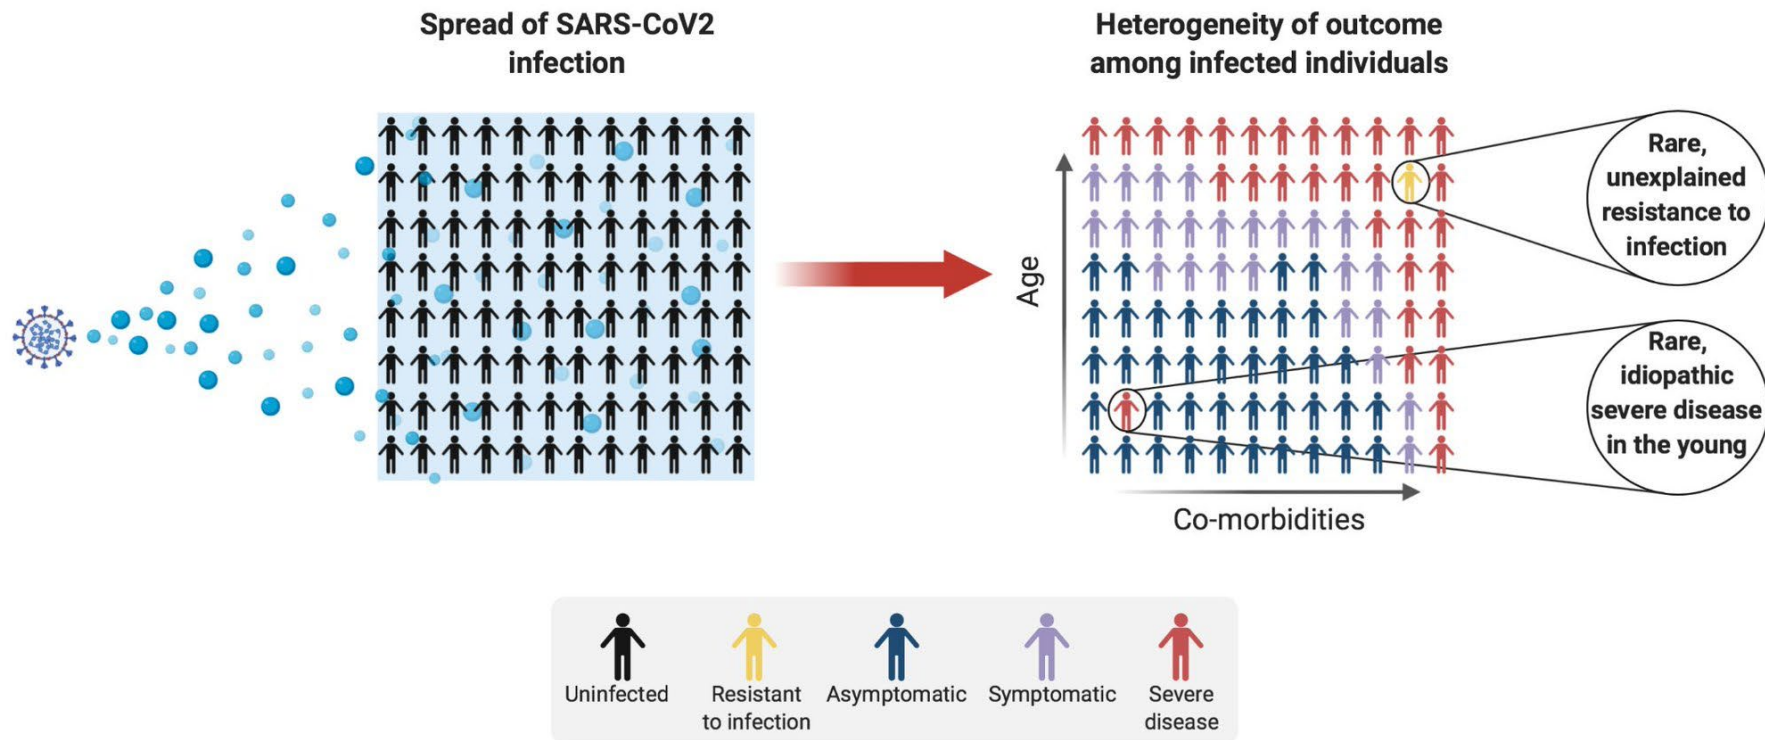 Spread of SARS-CoV2
infection
Heterogeneity of outcome
among infected individuals
Rare,
unexplained
resistance to
infection
Age
Rare,
idiopathic
severe disease
in the young
Co-morbidities
Uninfected
Resistant
to infection
Asymptomatic
Symptomatic
Severe
disease